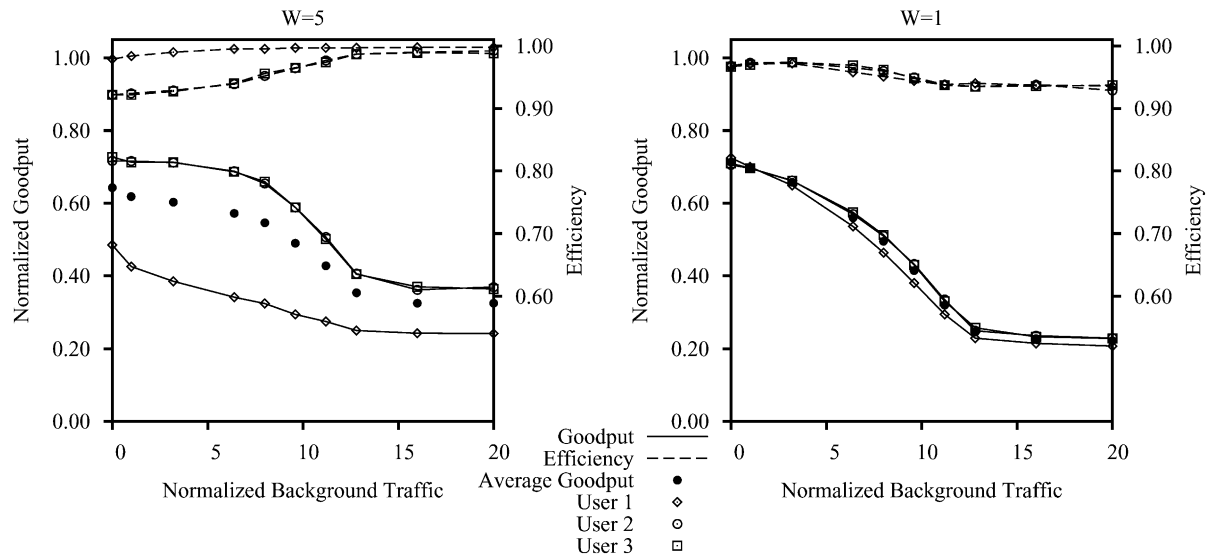 W=5
1.00
0.80
0.60
0.40
0.20
0.00
Normalized Goodput
1.00
0.90
0.80
0.70
0.60
Efficiency
0 5 10 15 20
Normalized Background Traffic
W=1
1.00
0.80
0.60
0.40
0.20
0.00
Normalized Goodput
1.00
0.90
0.80
0.70
0.60
Efficiency
0 5 10 15 20
Normalized Background Traffic
Goodput
Efficiency
Average Goodput
User 1
User 2
User 3